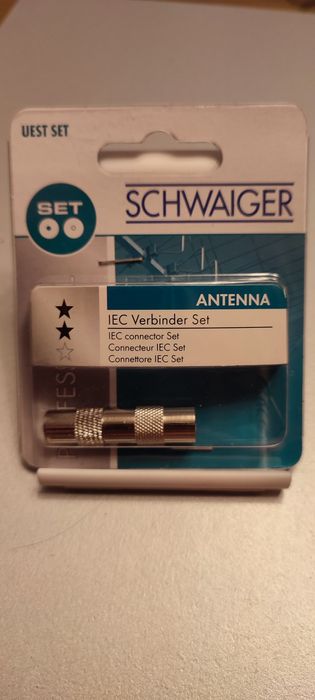 UEST SET
SET
SCHWAIGER
ANTENNA
IEC Verbinder Set
IEC connector Set
Connecteur IEC Set
Connettore IEC Set